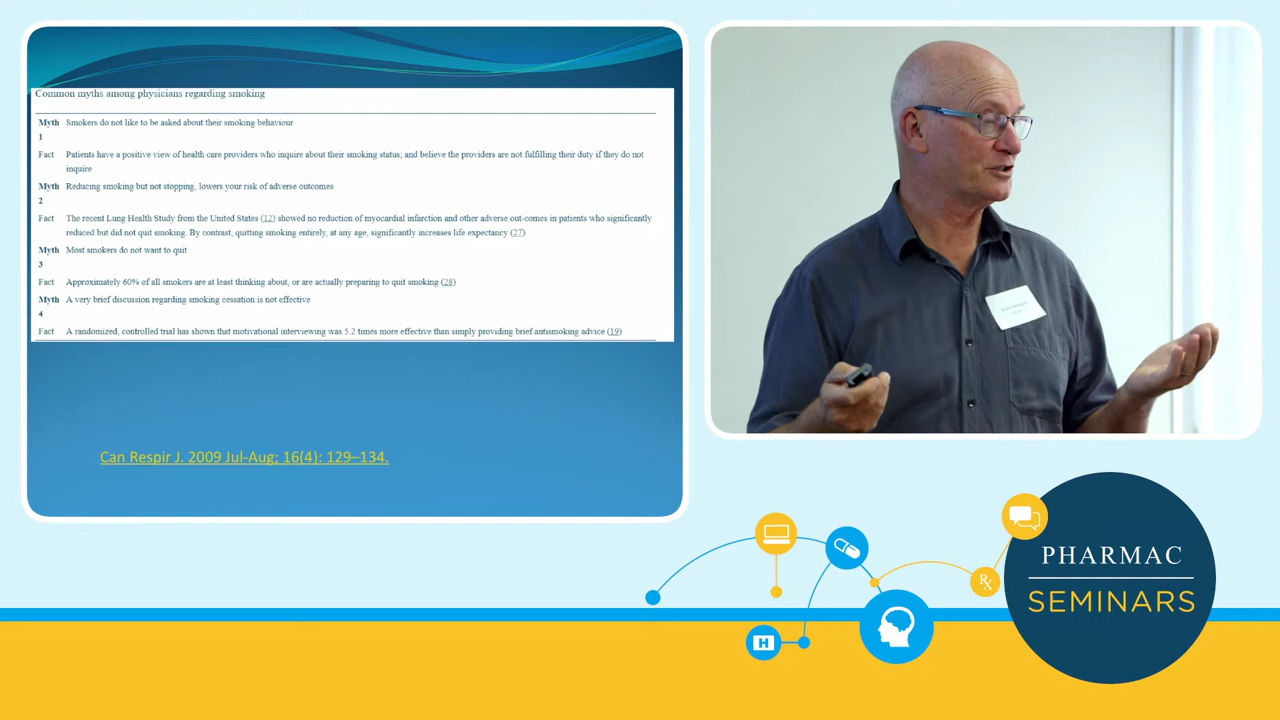 Common myths among physicians regarding smoking
Myth Smokers do not like to be asked about their smoking behaviour
1
Fact Patients have a positive view of health care providers who inquire about their smoking status; and believe the providers are not fulfilling their duty if they do not
inquire
Myth Reducing smoking but not stopping, lowers your risk of adverse outcomes
2
Fact The recent Lung Health Study from the United States (12) showed no reduction of myocardial infarction and other adverse out-comes in patients who significantly
reduced but did not quit smoking. By contrast, quitting smoking entirely, at any age, significantly increases life expectancy (27)
Myth Most smokers do not want to quit
3
Fact Approximately 60% of all smokers are at least thinking about, or are actually preparing to quit smoking (28)
Myth A very brief discussion regarding smoking cessation is not effective
4
Fact A randomized, controlled trial has shown that motivational interviewing was 5.2 times more effective than simply providing brief antismoking advice (19)
Can Respir J. 2009 Jul-Aug; 16(4): 129–134.
PHARMAC
SEMINARS
Rx
H